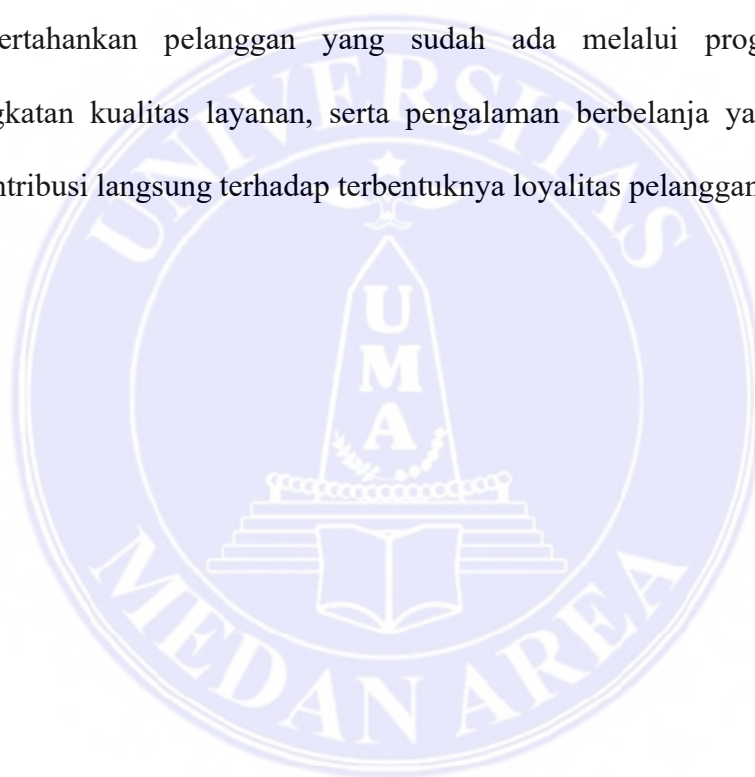 ertahankan pelanggan yang sudah ada melalui prog
gkatan kualitas layanan, serta pengalaman berbelanja ya
ntribusi langsung terhadap terbentuknya loyalitas pelanggan
UNIVERSITAS
UMA
MEDAN AREA